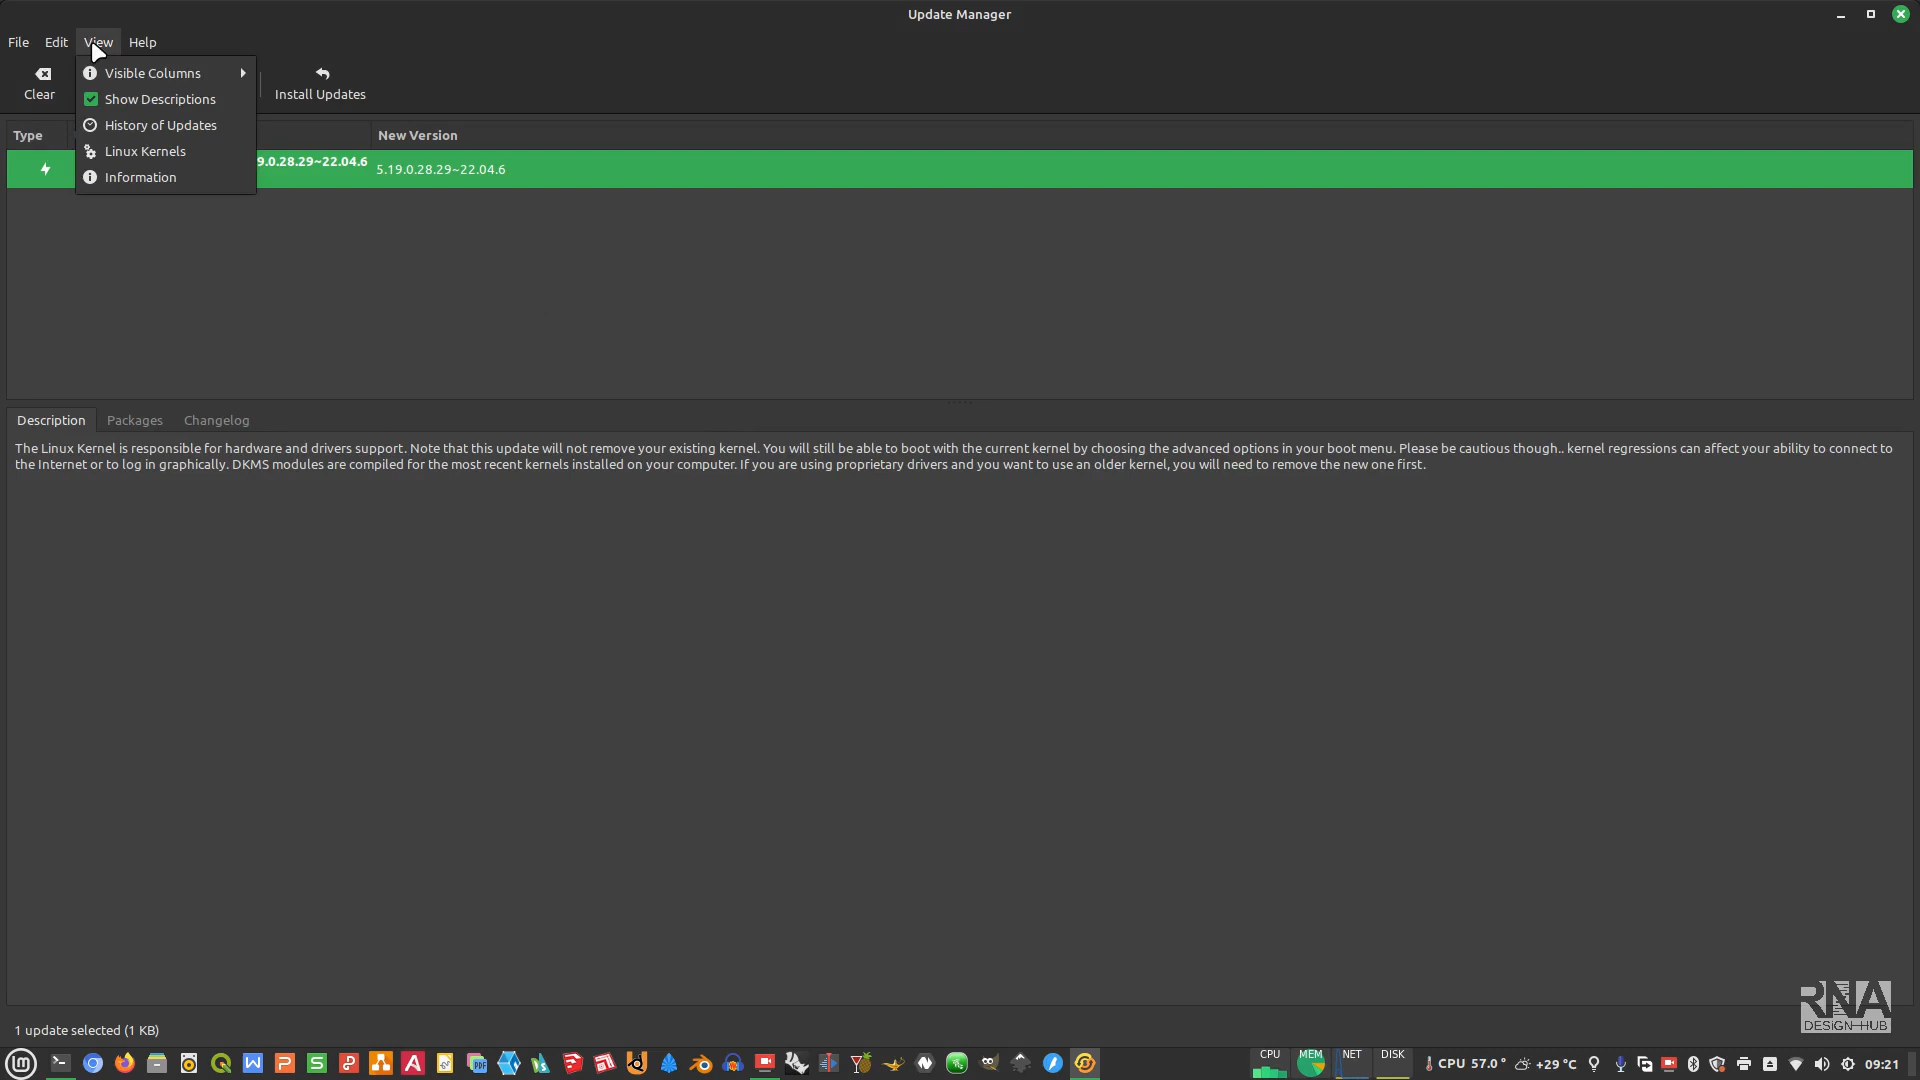 Update Manager
File Edit View Help
Visible Columns
Show Descriptions
History of Updates
Linux Kernels
Information
Clear
Install Updates
Type
New Version
9.0.28.29~22.04.6
5.19.0.28.29~22.04.6
Description Packages Changelog
The Linux Kernel is responsible for hardware and drivers support. Note that this update will not remove your existing kernel. You will still be able to boot with the current kernel by choosing the advanced options in your boot menu. Please be cautious though.. kernel regressions can affect your ability to connect to
the Internet or to log in graphically. DKMS modules are compiled for the most recent kernels installed on your computer. If you are using proprietary drivers and you want to use an older kernel, you will need to remove the new one first.
RNA
DESIGN-HUB
1 update selected (1 KB)
CPU MEM NET DISK
CPU 57.0° +29°C 09:21